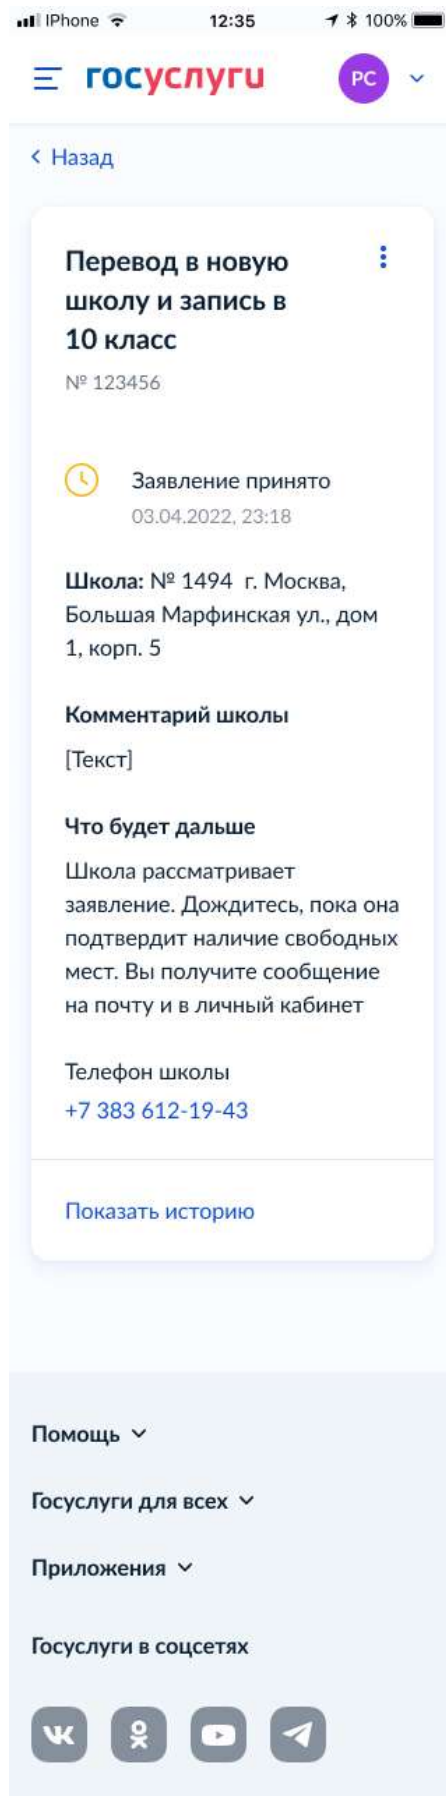 IPhone 12:35 100%
госуслуги РС
Назад
Перевод в новую
школу и запись в
10 класс
№ 123456
Заявление принято
03.04.2022, 23:18
Школа: № 1494 г. Москва,
Большая Марфинская ул., дом
1, корп. 5
Комментарий школы
[Текст]
Что будет дальше
Школа рассматривает
заявление. Дождитесь, пока она
подтвердит наличие свободных
мест. Вы получите сообщение
на почту и в личный кабинет
Телефон школы
+7 383 612-19-43
Показать историю
Помощь
Госуслуги для всех
Приложения
Госуслуги в соцсетях